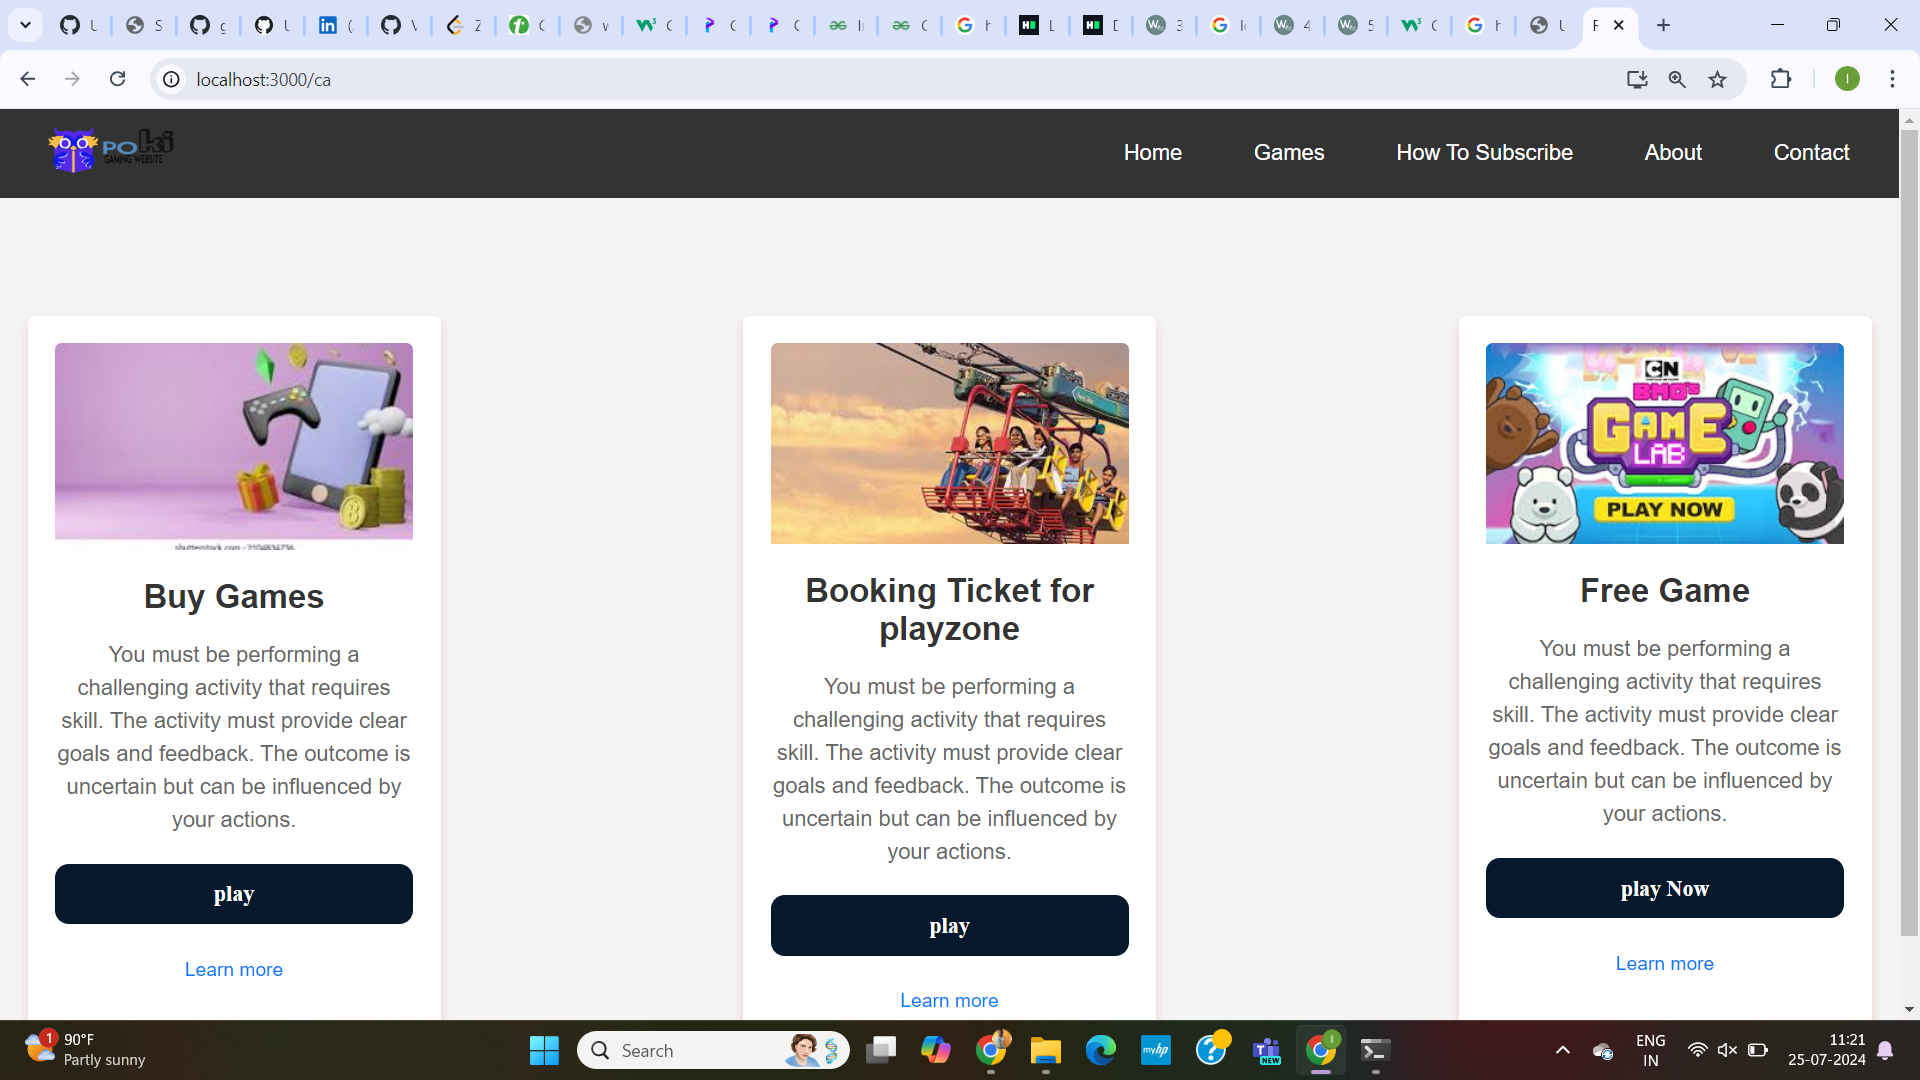 localhost:3000/ca
POki
GAMING WEBSITE
Home
Games
How To Subscribe
About
Contact
shutterstock.com · 2104834736
Buy Games
You must be performing a
challenging activity that requires
skill. The activity must provide clear
goals and feedback. The outcome is
uncertain but can be influenced by
your actions.
play
Learn more
Booking Ticket for
playzone
You must be performing a
challenging activity that requires
skill. The activity must provide clear
goals and feedback. The outcome is
uncertain but can be influenced by
your actions.
play
Learn more
CN
BMO's
GAME
LAB
PLAY NOW
Free Game
You must be performing a
challenging activity that requires
skill. The activity must provide clear
goals and feedback. The outcome is
uncertain but can be influenced by
your actions.
play Now
Learn more
1
90°F
Partly sunny
Search
myhp
NEW
ENG
IN
11:21
25-07-2024